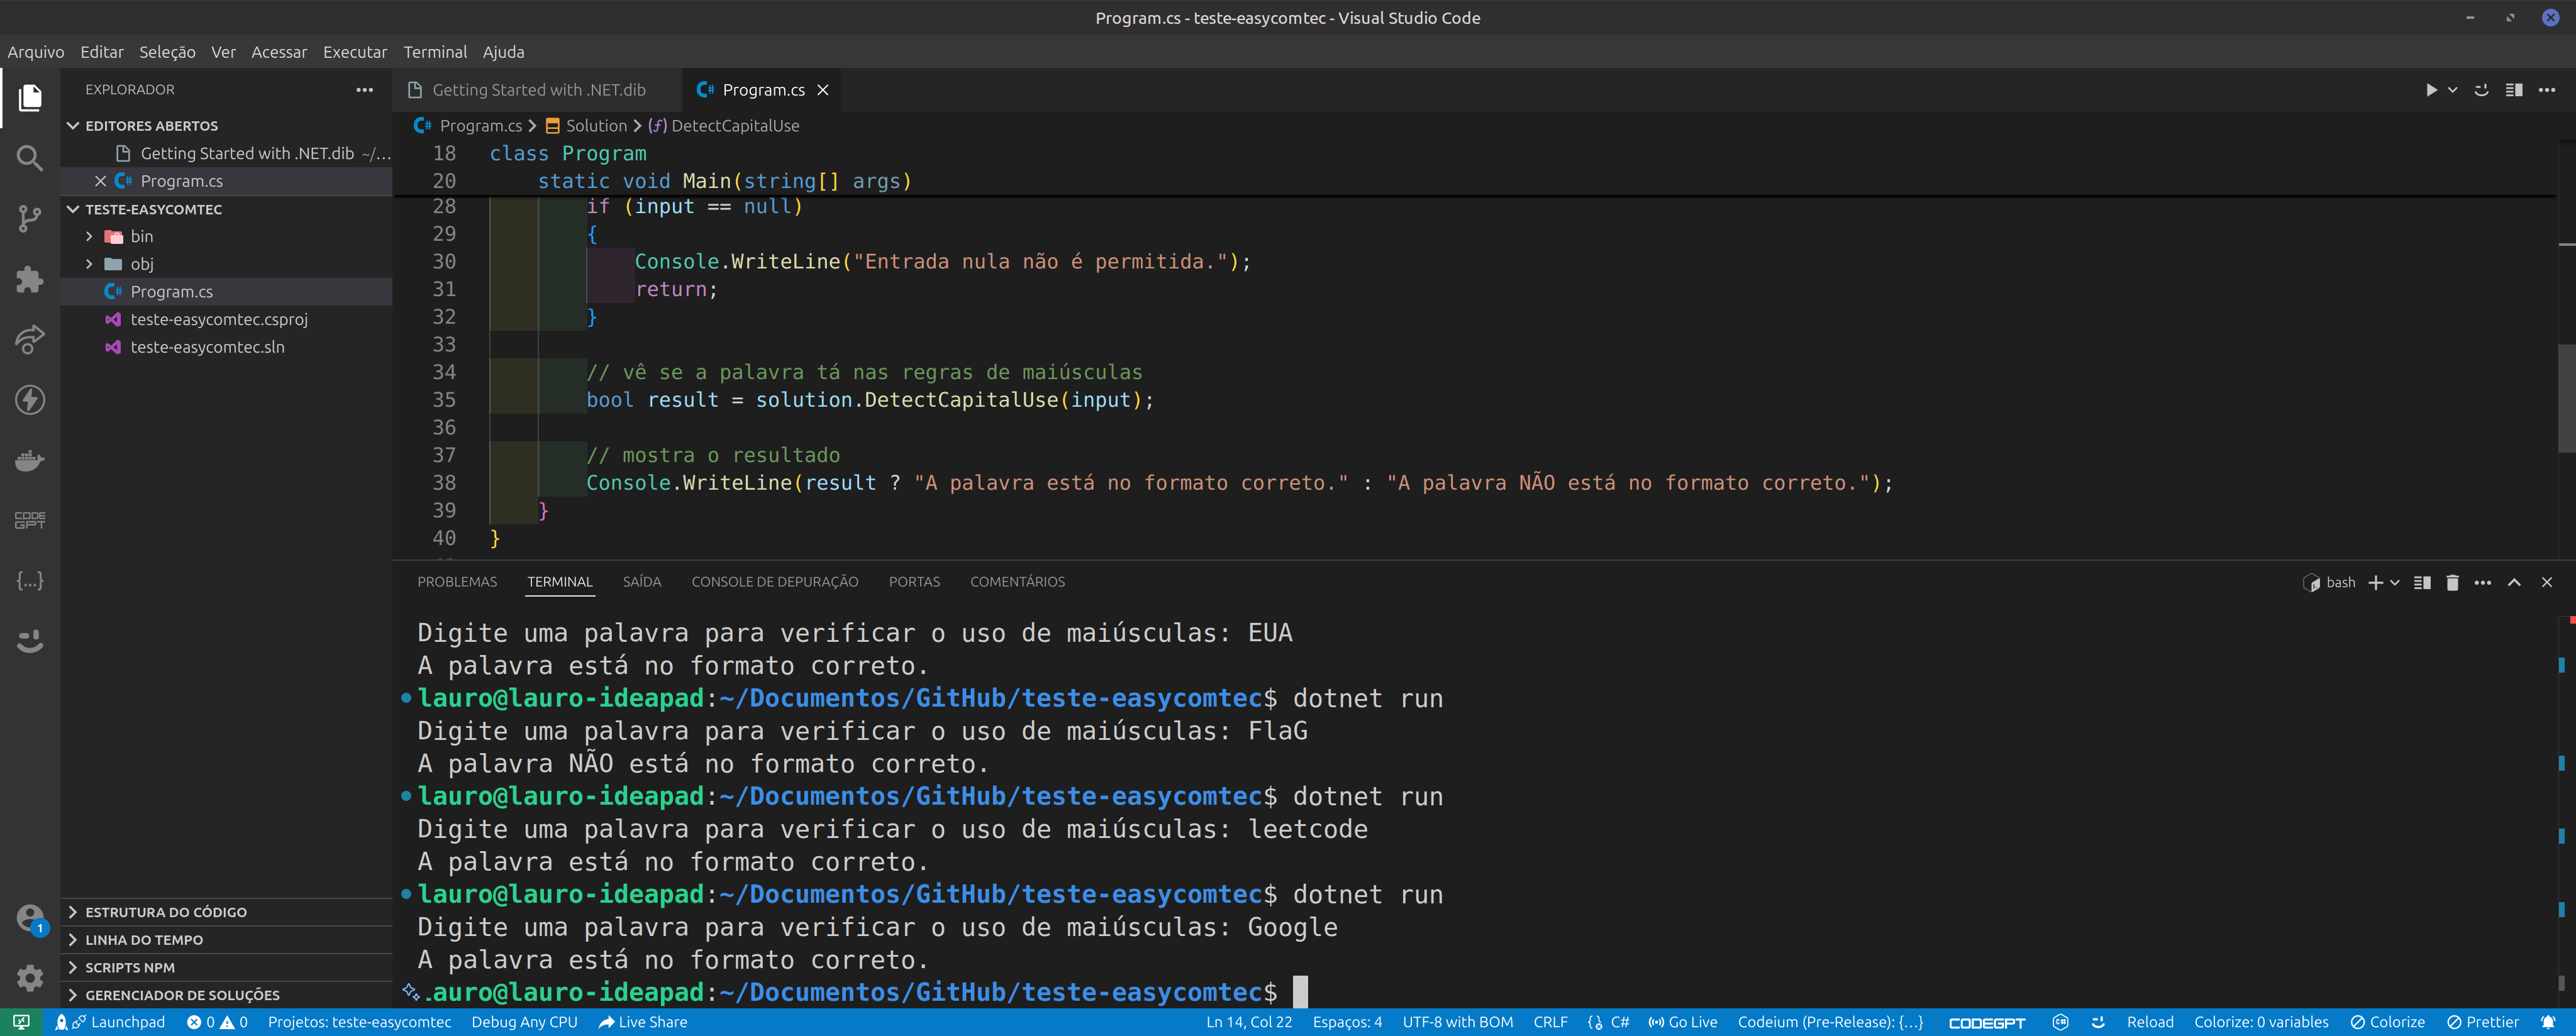 Program.cs - teste-easycomtec - Visual Studio Code
Arquivo Editar Seleção Ver Acessar Executar Terminal Ajuda
EXPLORADOR
EDITORES ABERTOS
Getting Started with .NET.dib ~/...
Program.cs
TESTE-EASYCOMTEC
bin
obj
Program.cs
teste-easycomtec.csproj
teste-easycomtec.sln
ESTRUTURA DO CÓDIGO
LINHA DO TEMPO
SCRIPTS NPM
GERENCIADOR DE SOLUÇÕES
CODE
GPT
{...}
1
Getting Started with .NET.dib Program.cs
Program.cs > Solution > DetectCapitalUse
18 class Program
20 static void Main(string[] args)
28 if (input == null)
29 {
30 Console.WriteLine("Entrada nula não é permitida.");
31 return;
32 }
33
34 // vê se a palavra tá nas regras de maiúsculas
35 bool result = solution.DetectCapitalUse(input);
36
37 // mostra o resultado
38 Console.WriteLine(result ? "A palavra está no formato correto." : "A palavra NÃO está no formato correto.");
39 }
40 }
PROBLEMAS TERMINAL SAÍDA CONSOLE DE DEPURAÇÃO PORTAS COMENTÁRIOS bash
Digite uma palavra para verificar o uso de maiúsculas: EUA
A palavra está no formato correto.
lauro@lauro-ideapad:~/Documentos/GitHub/teste-easycomtec$ dotnet run
Digite uma palavra para verificar o uso de maiúsculas: FlaG
A palavra NÃO está no formato correto.
lauro@lauro-ideapad:~/Documentos/GitHub/teste-easycomtec$ dotnet run
Digite uma palavra para verificar o uso de maiúsculas: leetcode
A palavra está no formato correto.
lauro@lauro-ideapad:~/Documentos/GitHub/teste-easycomtec$ dotnet run
Digite uma palavra para verificar o uso de maiúsculas: Google
A palavra está no formato correto.
lauro@lauro-ideapad:~/Documentos/GitHub/teste-easycomtec$
Launchpad 0 0 Projetos: teste-easycomtec Debug Any CPU Live Share Ln 14, Col 22 Espaços: 4 UTF-8 with BOM CRLF C# Go Live Codeium (Pre-Release): {...} CODEGPT Reload Colorize: 0 variables Colorize Prettier